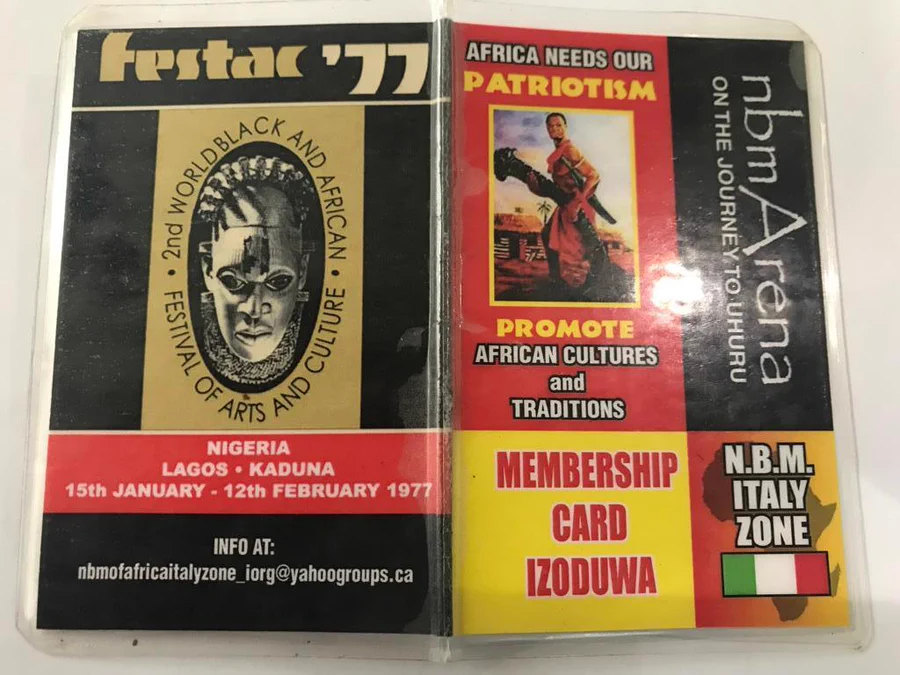 Festac '77
2nd WORLDBLACK AND AFRICAN •
FESTIVAL OF ARTS AND CULTURE •
NIGERIA
LAGOS • KADUNA
15th JANUARY - 12th FEBRUARY 1977
INFO AT:
nbmofafricaitalyzone_iorg@yahoogroups.ca
AFRICA NEEDS OUR
PATRIOTISM
PROMOTE
AFRICAN CULTURES
and
TRADITIONS
MEMBERSHIP
CARD
IZODUWA
nbmArena
ON THE JOURNEY TO UHURU
N.B.M.
ITALY
ZONE